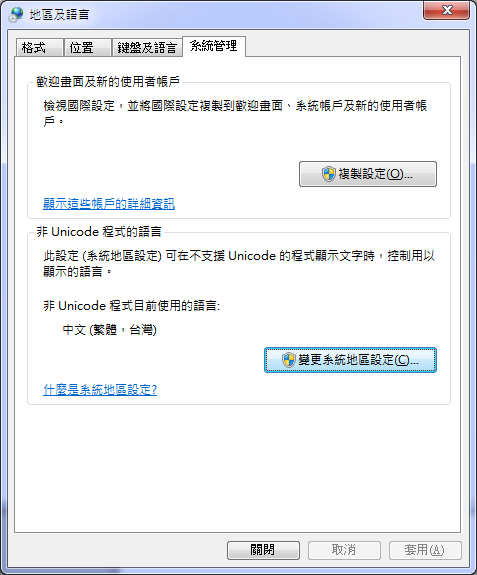 地區及語言
格式
位置
鍵盤及語言
系統管理
歡迎畫面及新的使用者帳戶
檢視國際設定，並將國際設定複製到歡迎畫面、系統帳戶及新的使用者帳
戶。
複製設定(O)...
顯示這些帳戶的詳細資訊
非 Unicode 程式的語言
此設定 (系統地區設定) 可在不支援 Unicode 的程式顯示文字時，控制用以
顯示的語言。
非 Unicode 程式目前使用的語言:
中文 (繁體，台灣)
變更系統地區設定(C)...
什麼是系統地區設定?
關閉
取消
套用(A)